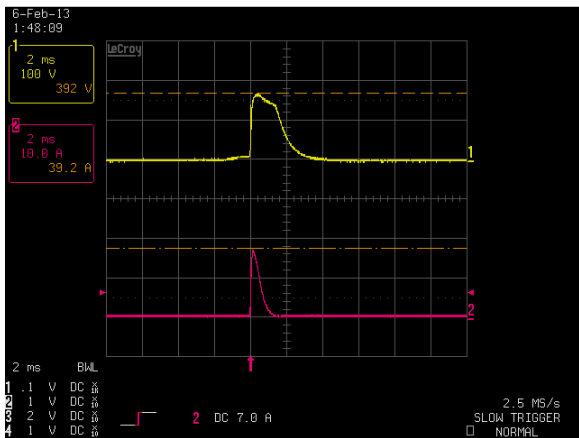 6-Feb-13
1:48:09
LeCroy
1
2 ms
100 V
392 V
2
2 ms
10.0 A
39.2 A
1
2
2 ms BWL
1 .1 V DC
2 1 V DC
3 2 V DC
4 1 V DC
2 DC 7.0 A
2.5 MS/s
SLOW TRIGGER
NORMAL